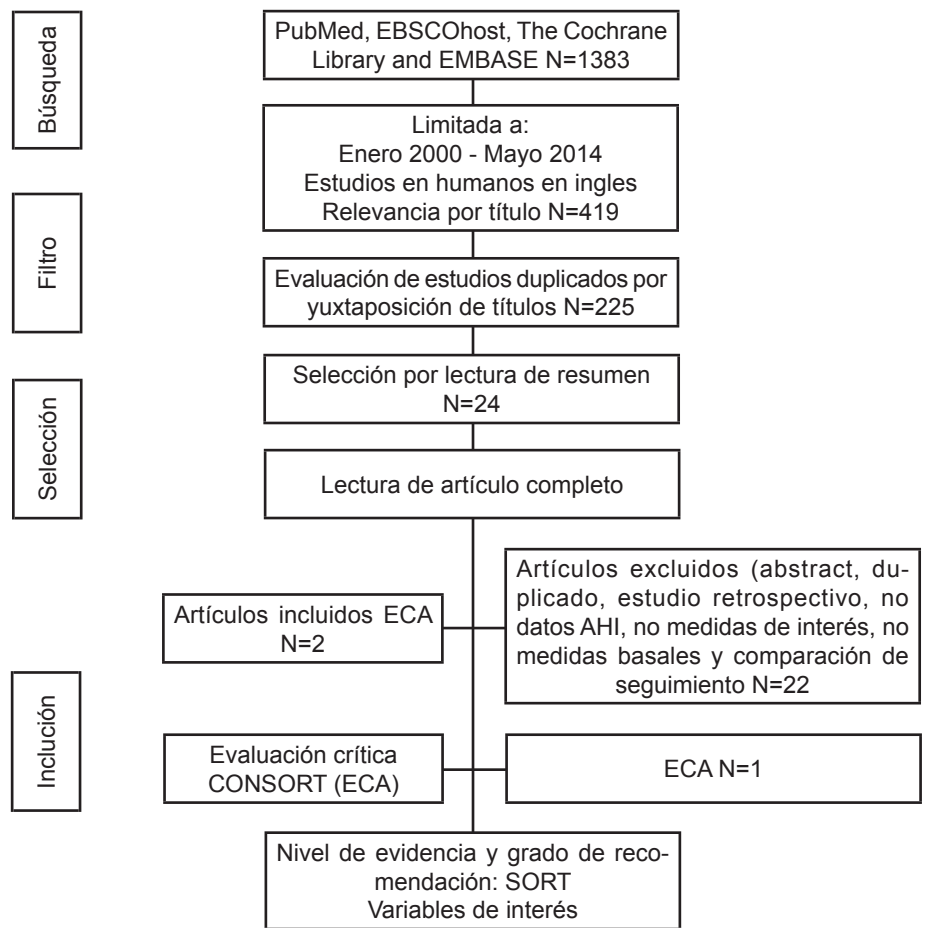 Búsqueda
PubMed, EBSCOhost, The Cochrane
Library and EMBASE N=1383
Limitada a:
Enero 2000 - Mayo 2014
Estudios en humanos en ingles
Relevancia por título N=419
Filtro
Evaluación de estudios duplicados por
yuxtaposición de títulos N=225
Selección
Selección por lectura de resumen
N=24
Lectura de artículo completo
Artículos incluidos ECA
N=2
Artículos excluidos (abstract, du-
plicado, estudio retrospectivo, no
datos AHI, no medidas de interés, no
medidas basales y comparación de
seguimiento N=22
Inclución
Evaluación crítica
CONSORT (ECA)
ECA N=1
Nivel de evidencia y grado de reco-
mendación: SORT
Variables de interés